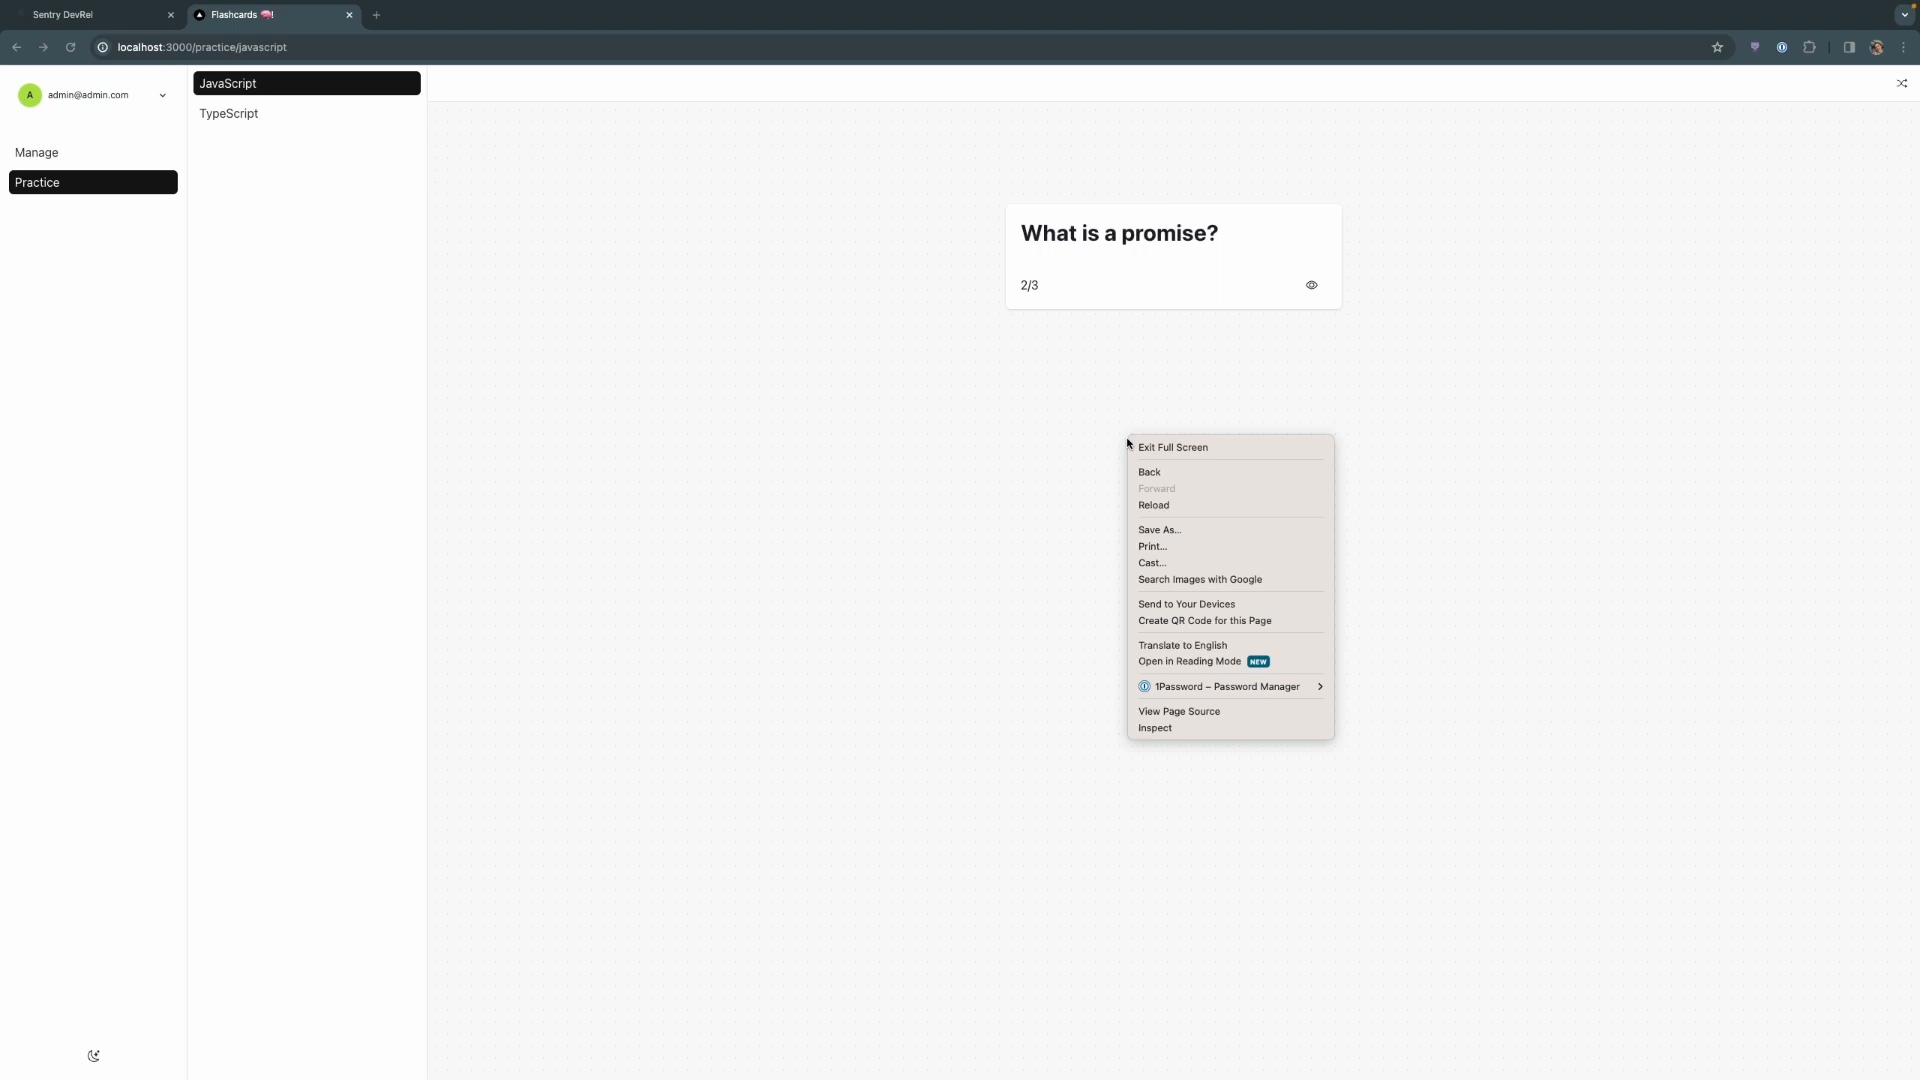 Sentry DevRel
Flashcards 🧠!
localhost:3000/practice/javascript
A
admin@admin.com
Manage
Practice
JavaScript
TypeScript
What is a promise?
2/3
Exit Full Screen
Back
Forward
Reload
Save As...
Print...
Cast...
Search Images with Google
Send to Your Devices
Create QR Code for this Page
Translate to English
Open in Reading Mode NEW
1Password – Password Manager
View Page Source
Inspect